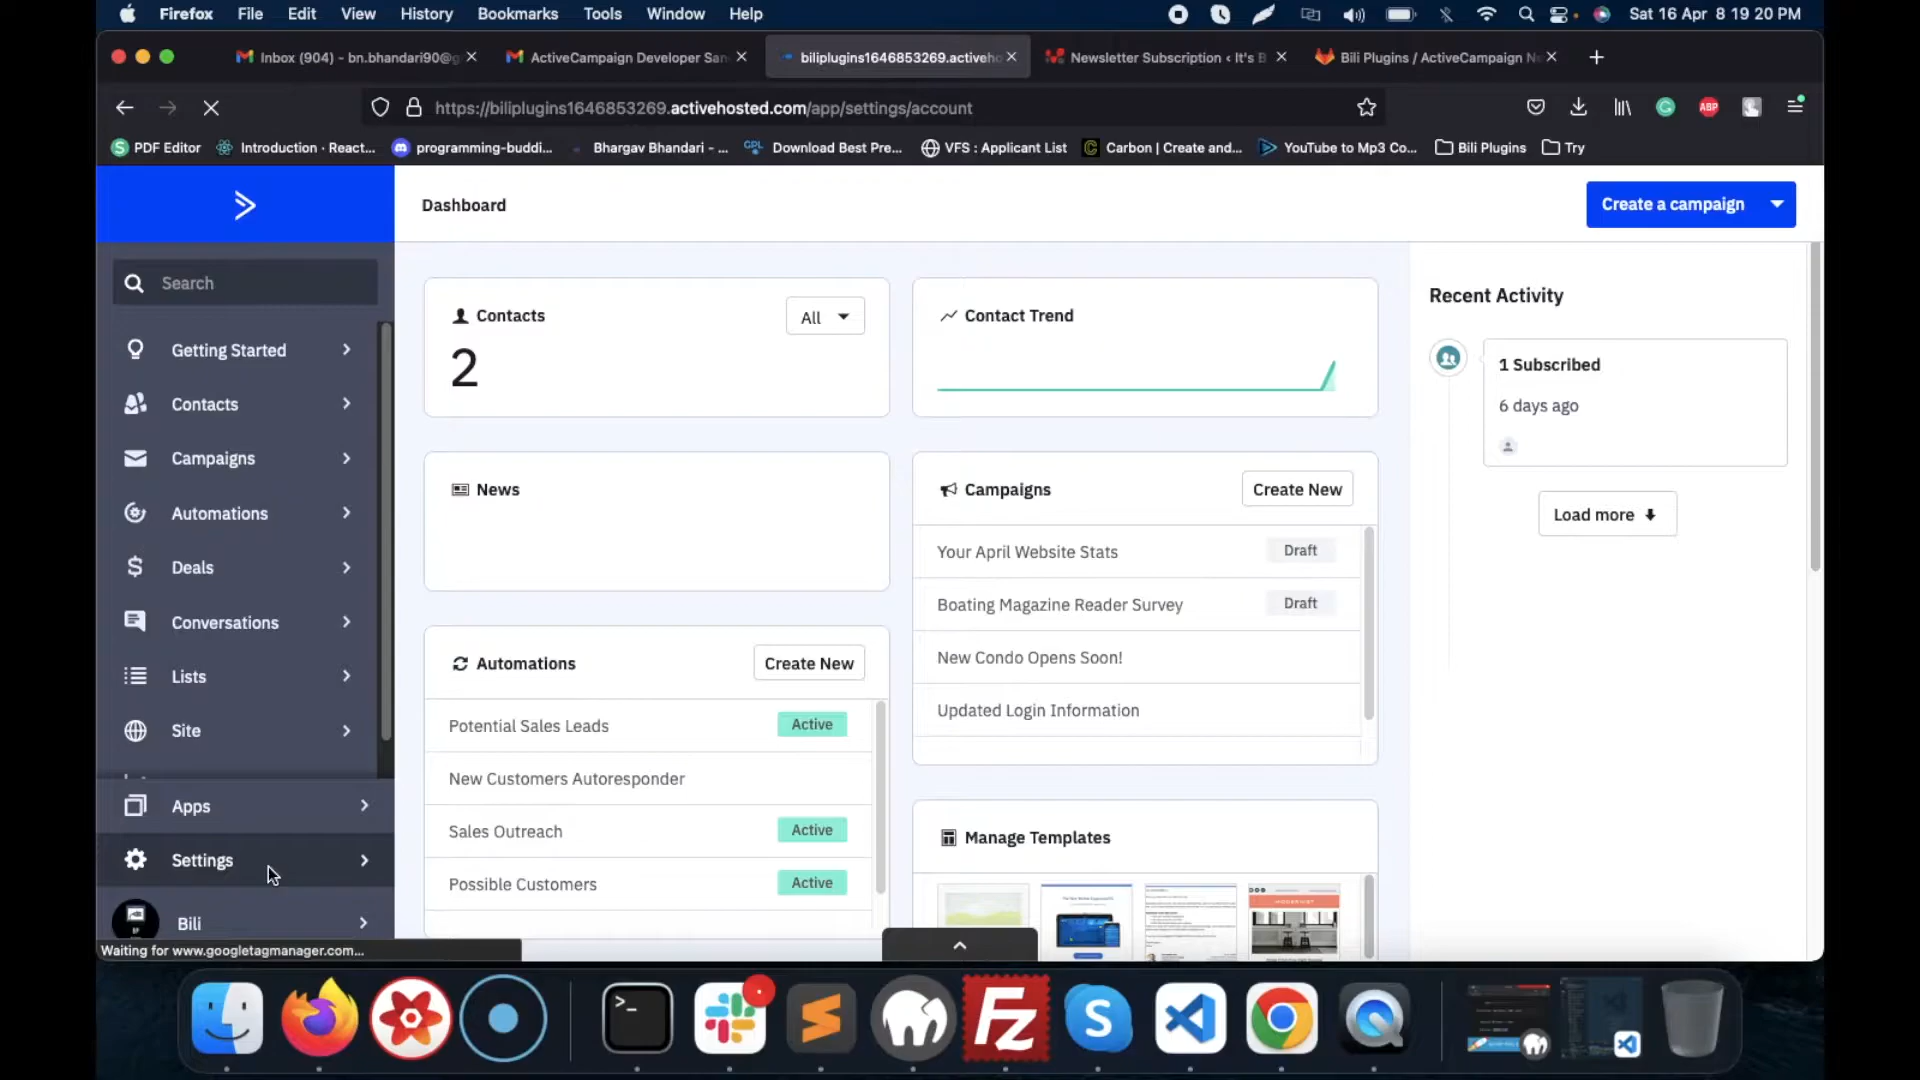 Firefox File Edit View History Bookmarks Tools Window Help Sat 16 Apr 8 19 20 PM
Inbox (904) - bn.bhandari90@g
ActiveCampaign Developer San
biliplugins1646853269.activeho
Newsletter Subscription ‹ It's B
Bili Plugins / ActiveCampaign N
https://biliplugins1646853269.activehosted.com/app/settings/account
ABP
PDF Editor
Introduction · React...
programming-buddi...
Bhargav Bhandari - ...
GPL Download Best Pre...
VFS : Applicant List
Carbon | Create and...
YouTube to Mp3 Co...
Bili Plugins
Try
Dashboard
Create a campaign
Search
Getting Started
Contacts
Campaigns
Automations
Deals
Conversations
Lists
Site
Apps
Settings
Bili
Waiting for www.googletagmanager.com...
Contacts
All
2
Contact Trend
News
Campaigns
Create New
Your April Website Stats Draft
Boating Magazine Reader Survey Draft
New Condo Opens Soon!
Updated Login Information
Automations
Create New
Potential Sales Leads Active
New Customers Autoresponder
Sales Outreach Active
Possible Customers Active
Manage Templates
Recent Activity
1 Subscribed
6 days ago
Load more
Fz
S